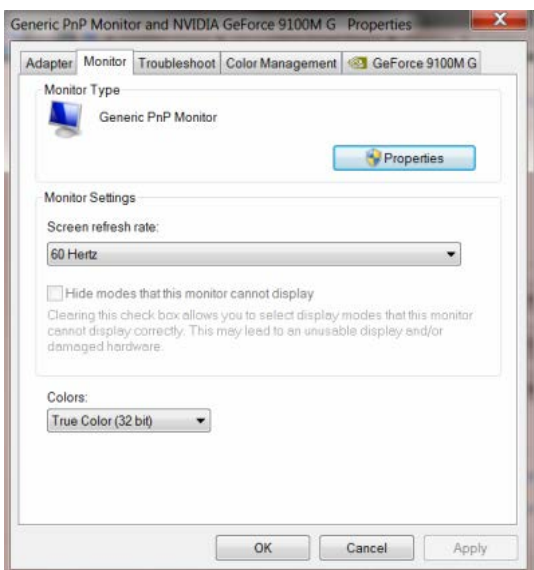 Generic PnP Monitor and NVIDIA GeForce 9100M G Properties
Adapter Monitor Troubleshoot Color Management GeForce 9100M G
Monitor Type
Generic PnP Monitor
Properties
Monitor Settings
Screen refresh rate:
60 Hertz
Hide modes that this monitor cannot display
Clearing this check box allows you to select display modes that this monitor
cannot display correctly. This may lead to an unusable display and/or
damaged hardware.
Colors:
True Color (32 bit)
OK Cancel Apply